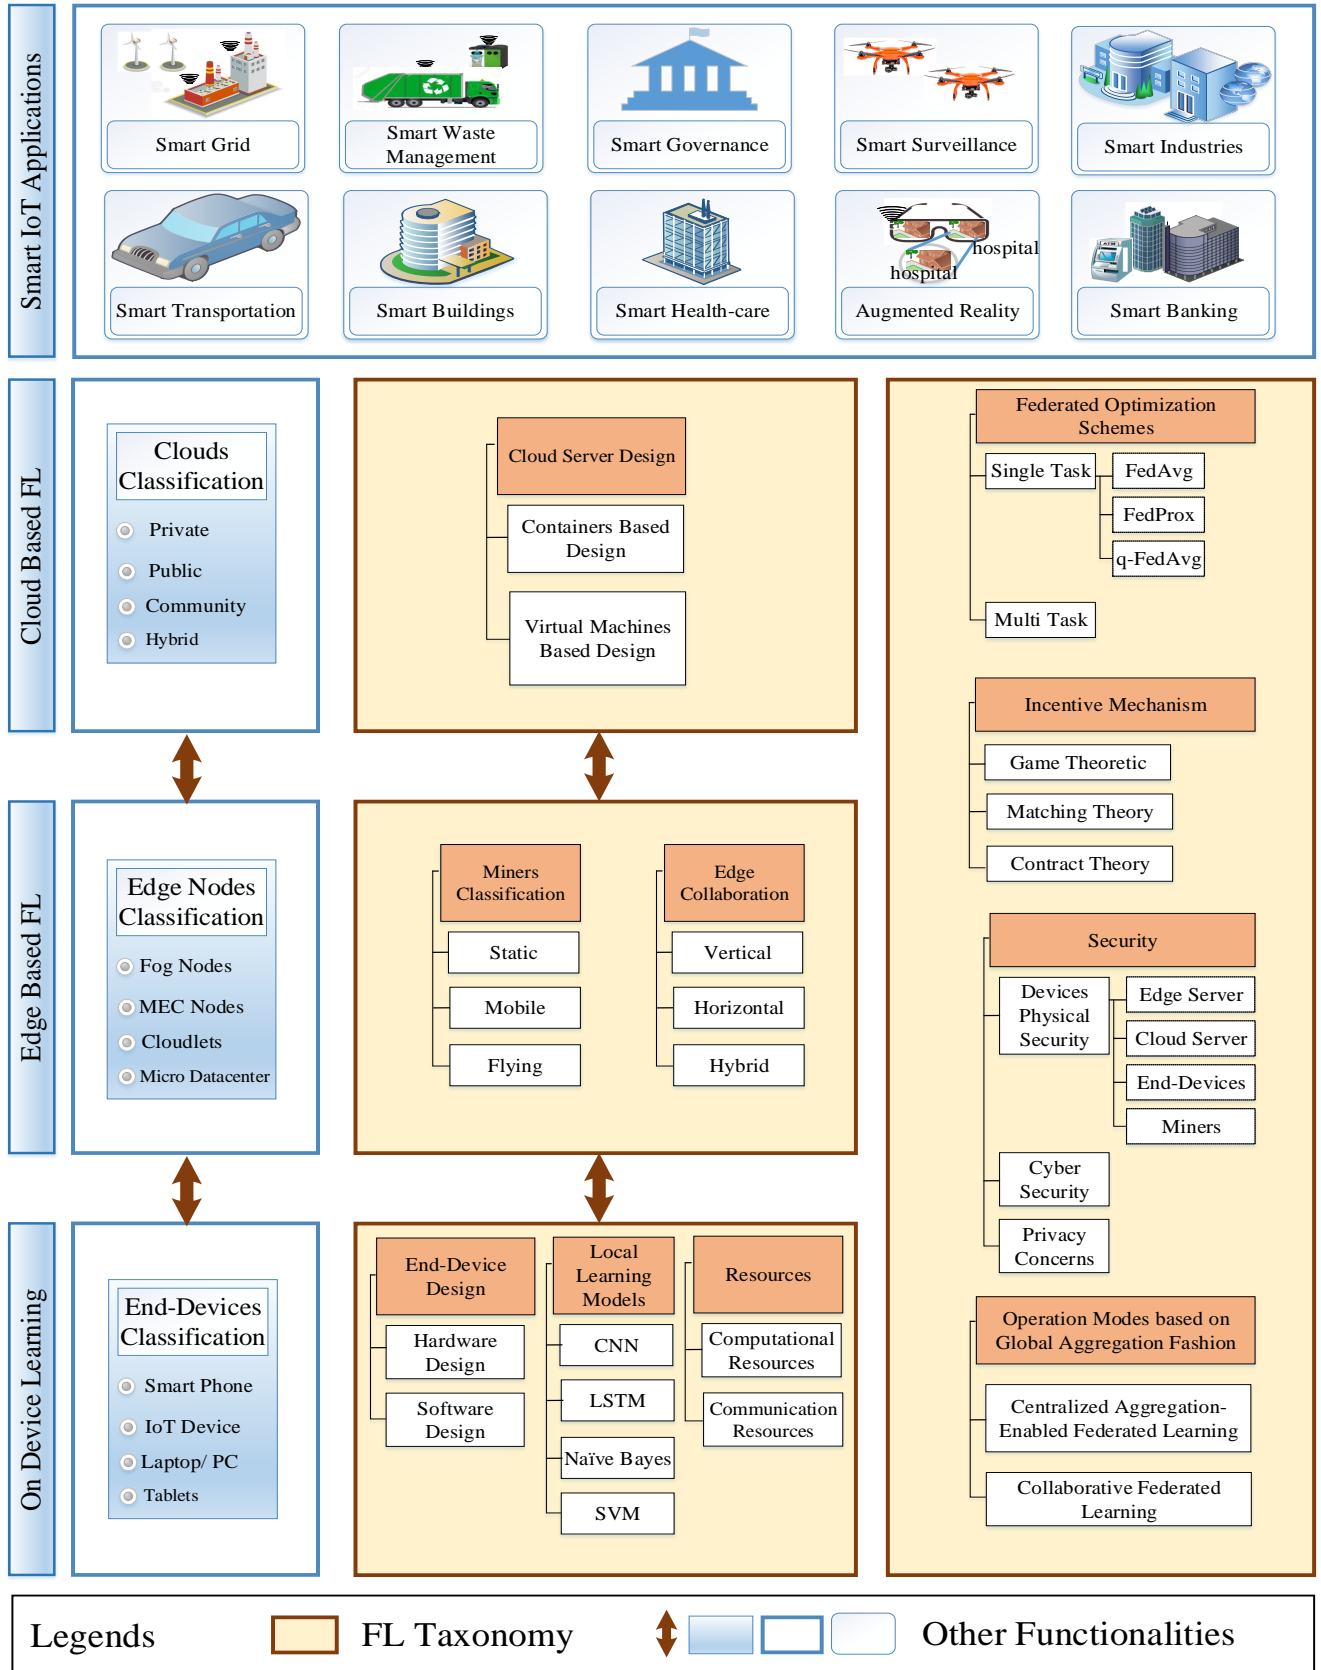 Smart IoT Applications
Smart Grid
Smart Waste
Management
Smart Governance
Smart Surveillance
Smart Industries
Smart Transportation
Smart Buildings
Smart Health-care
hospital
hospital
Augmented Reality
ATM
Smart Banking
Cloud Based FL
Clouds
Classification
Private
Public
Community
Hybrid
Cloud Server Design
Containers Based
Design
Virtual Machines
Based Design
Federated Optimization
Schemes
Single Task
FedAvg
FedProx
q-FedAvg
Multi Task
Incentive Mechanism
Game Theoretic
Matching Theory
Contract Theory
Edge Based FL
Edge Nodes
Classification
Fog Nodes
MEC Nodes
Cloudlets
Micro Datacenter
Miners
Classification
Static
Mobile
Flying
Edge
Collaboration
Vertical
Horizontal
Hybrid
Security
Devices
Physical
Security
Edge Server
Cloud Server
End-Devices
Miners
Cyber
Security
Privacy
Concerns
On Device Learning
End-Devices
Classification
Smart Phone
IoT Device
Laptop/ PC
Tablets
End-Device
Design
Hardware
Design
Software
Design
Local
Learning
Models
CNN
LSTM
Naïve Bayes
SVM
Resources
Computational
Resources
Communication
Resources
Operation Modes based on
Global Aggregation Fashion
Centralized Aggregation-
Enabled Federated Learning
Collaborative Federated
Learning
Legends
FL Taxonomy
Other Functionalities